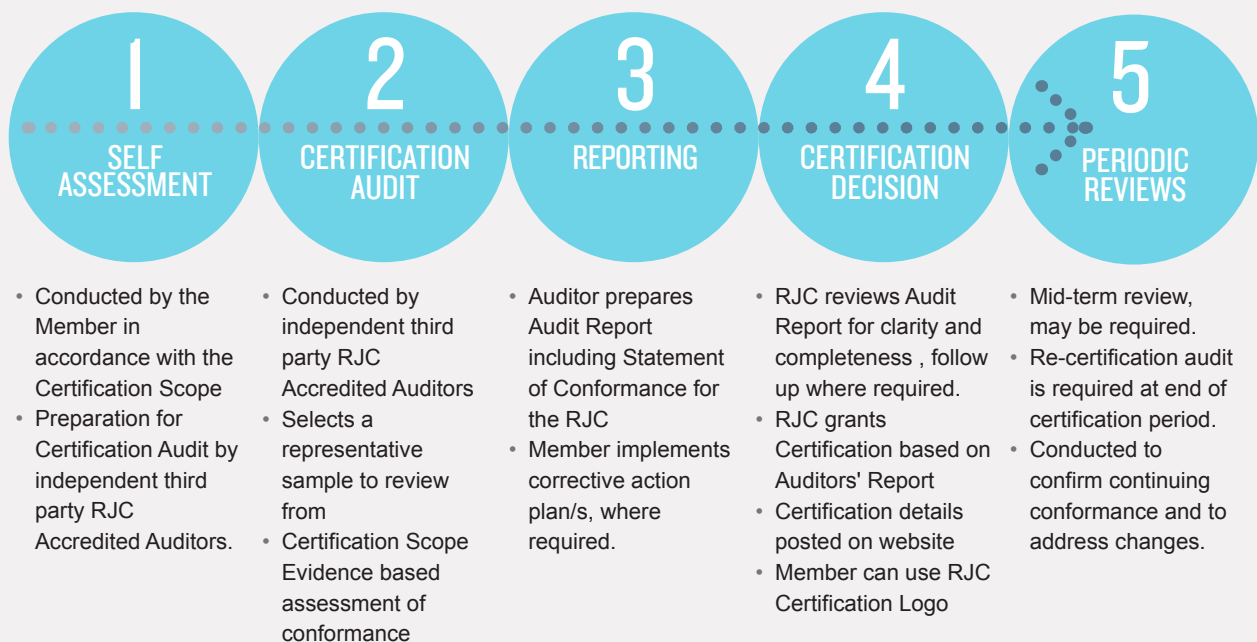 1
SELF
ASSESSMENT
• Conducted by the
Member in
accordance with the
Certification Scope
• Preparation for
Certification Audit by
independent third
party RJC
Accredited Auditors.
2
CERTIFICATION
AUDIT
• Conducted by
independent third
party RJC
Accredited Auditors
• Selects a
representative
sample to review
from
• Certification Scope
Evidence based
assessment of
conformance
3
REPORTING
• Auditor prepares
Audit Report
including Statement
of Conformance for
the RJC
• Member implements
corrective action
plan/s, where
required.
4
CERTIFICATION
DECISION
• RJC reviews Audit
Report for clarity and
completeness , follow
up where required.
• RJC grants
Certification based on
Auditors' Report
• Certification details
posted on website
• Member can use RJC
Certification Logo
5
PERIODIC
REVIEWS
• Mid-term review,
may be required.
• Re-certification audit
is required at end of
certification period.
• Conducted to
confirm continuing
conformance and to
address changes.